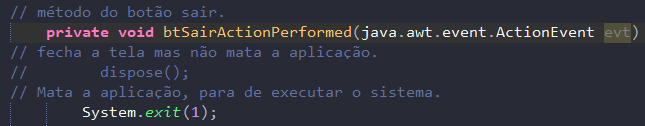 // método do botão sair.
private void btSairActionPerformed(java.awt.event.ActionEvent evt)
// fecha a tela mas não mata a aplicação.
// dispose();
// Mata a aplicação, para de executar o sistema.
System.exit(1);